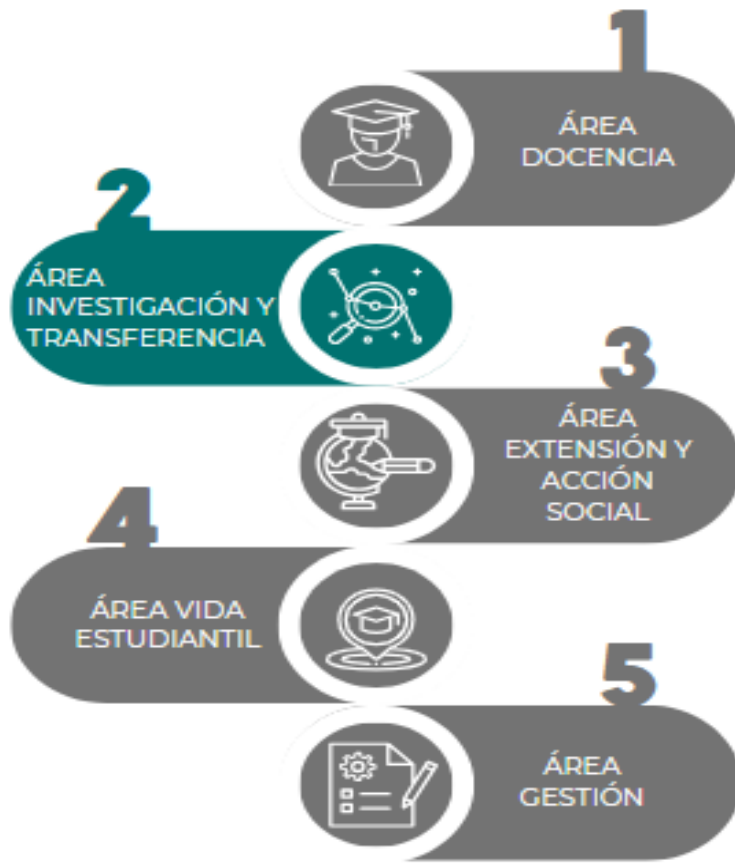 1
ÁREA
DOCENCIA
2
ÁREA
INVESTIGACIÓN Y
TRANSFERENCIA
3
ÁREA
EXTENSIÓN Y
ACCIÓN
SOCIAL
4
ÁREA VIDA
ESTUDIANTIL
5
ÁREA
GESTIÓN